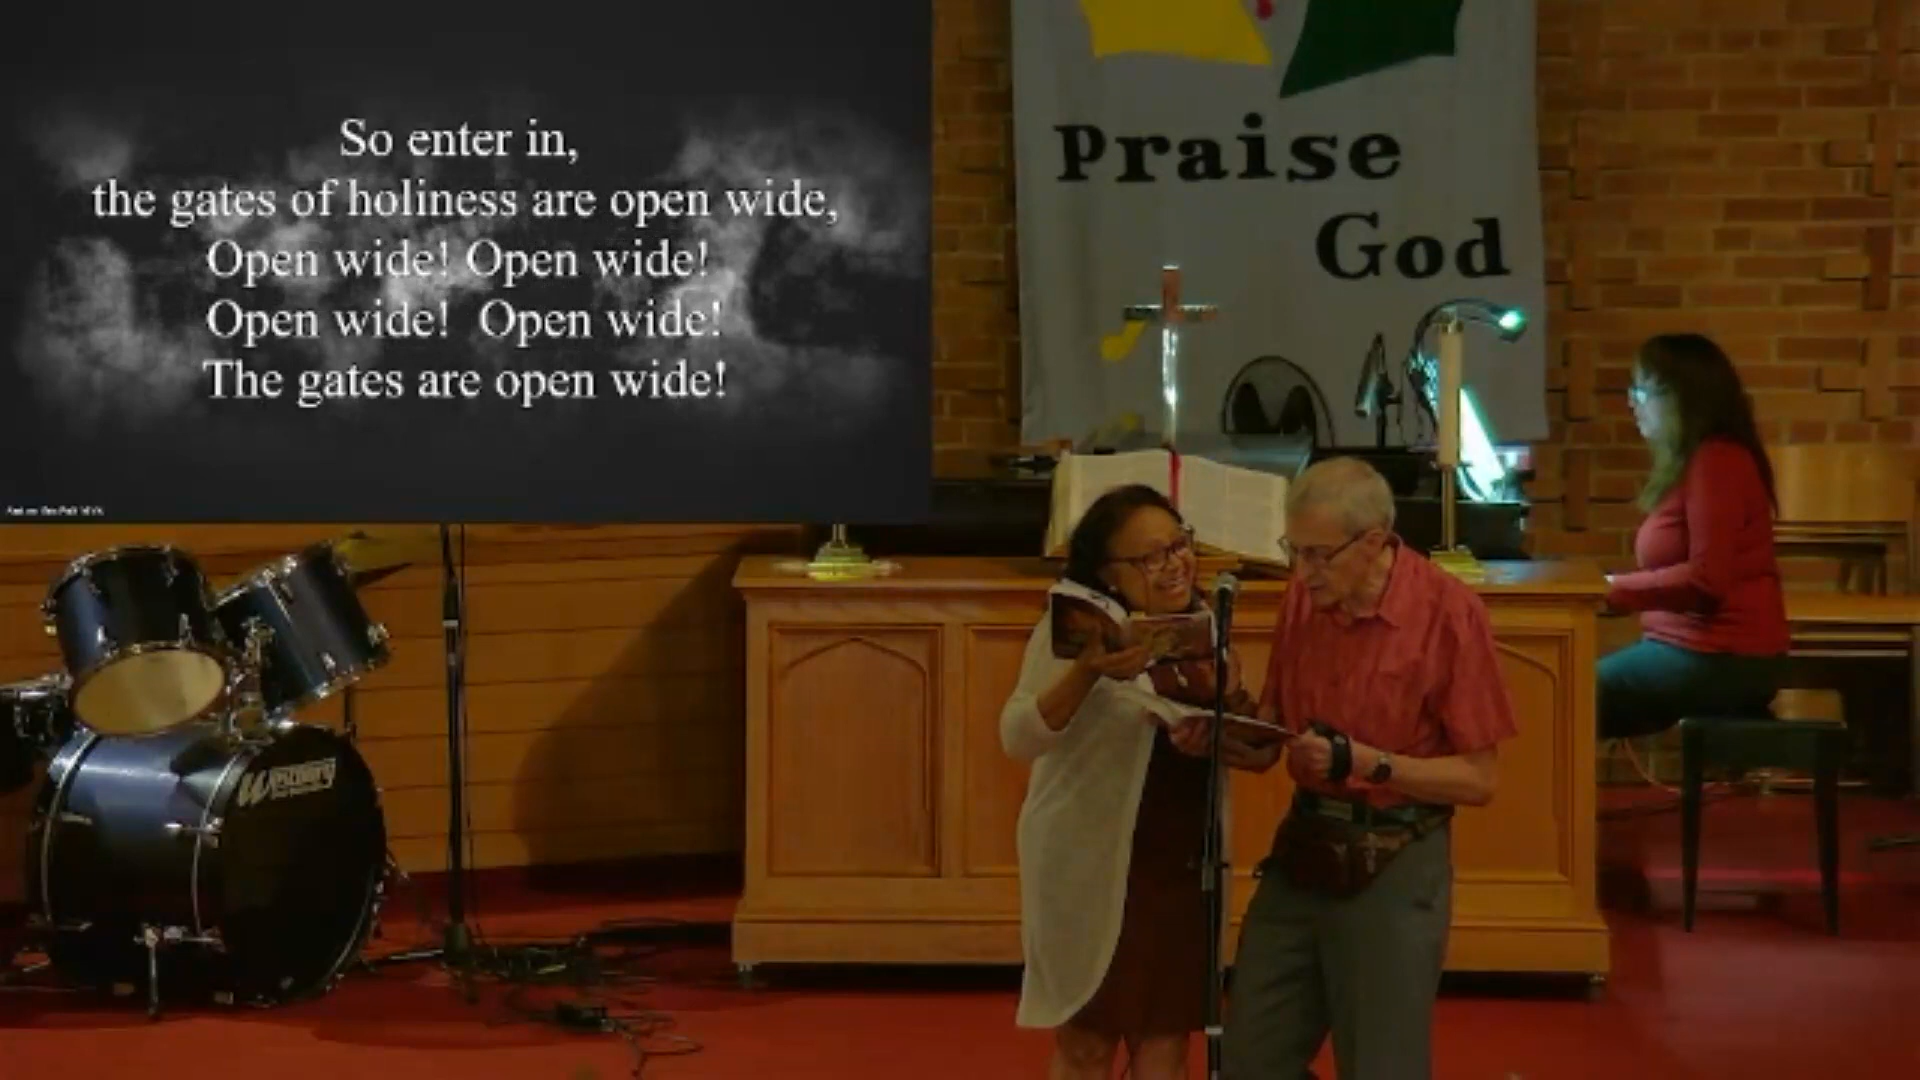 So enter in,
the gates of holiness are open wide,
Open wide! Open wide!
Open wide! Open wide!
The gates are open wide!
Praise
God
Westbury